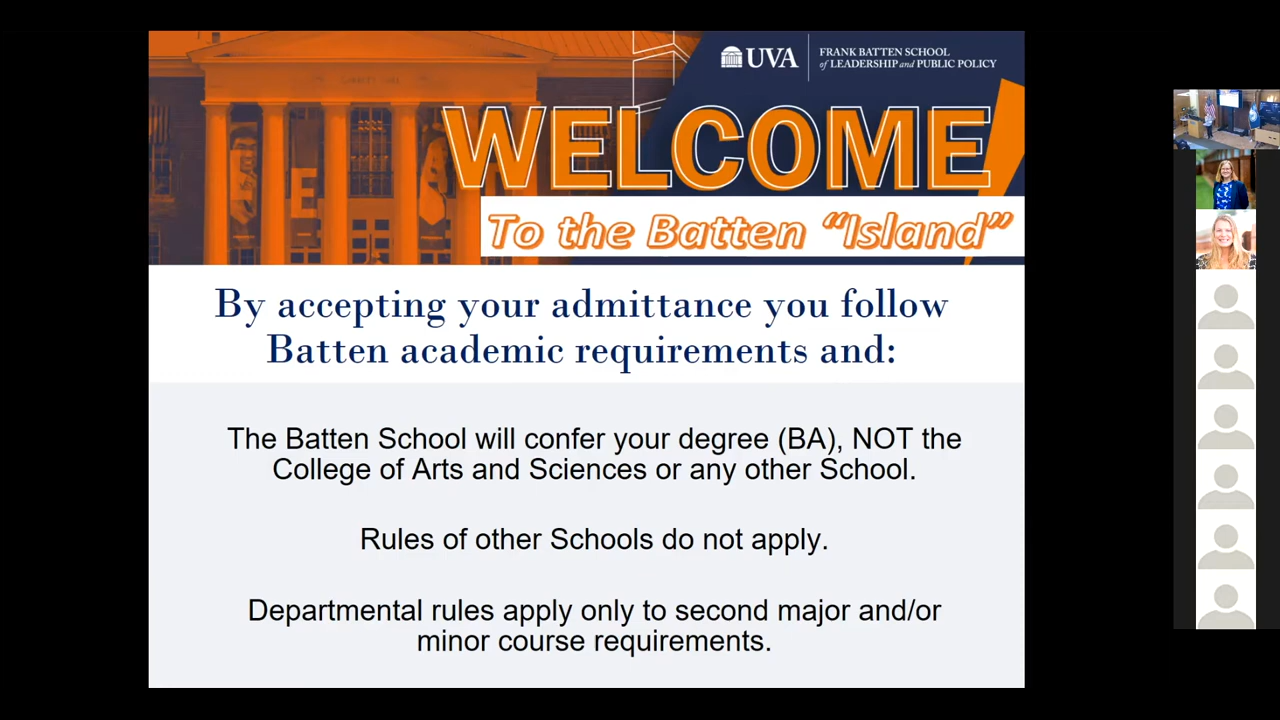 UVA
FRANK BATTEN SCHOOL
of LEADERSHIP and PUBLIC POLICY
WELCOME
To the Batten “Island”
By accepting your admittance you follow
Batten academic requirements and:
The Batten School will confer your degree (BA), NOT the
College of Arts and Sciences or any other School.
Rules of other Schools do not apply.
Departmental rules apply only to second major and/or
minor course requirements.